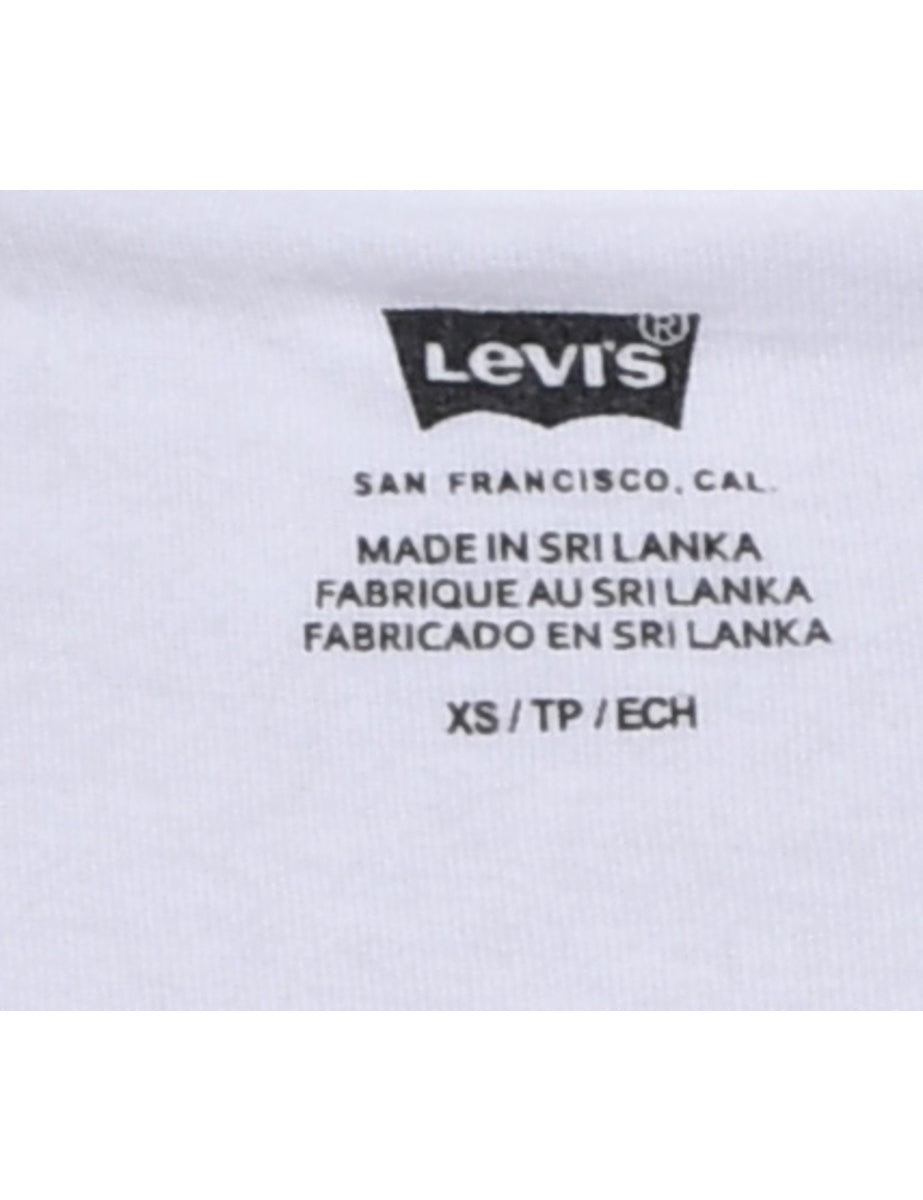 Levi's®
SAN FRANCISCO, CAL.
MADE IN SRI LANKA
FABRIQUE AU SRI LANKA
FABRICADO EN SRI LANKA
XS / TP / ECH